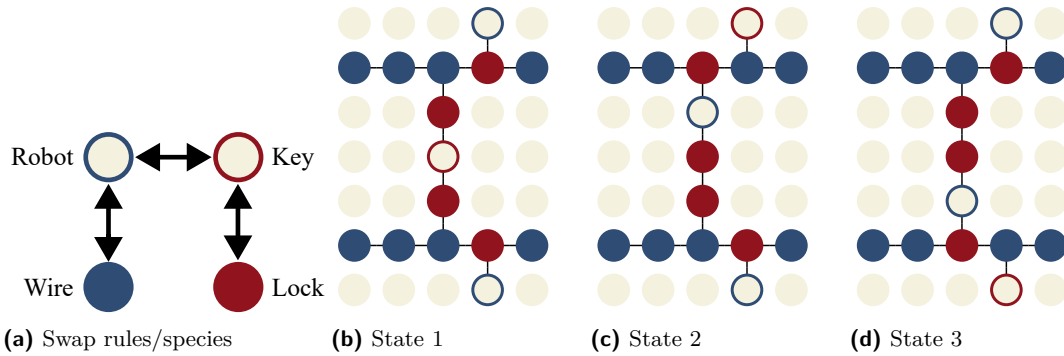 Robot
Key
Wire
Lock
(a) Swap rules/species
(b) State 1
(c) State 2
(d) State 3